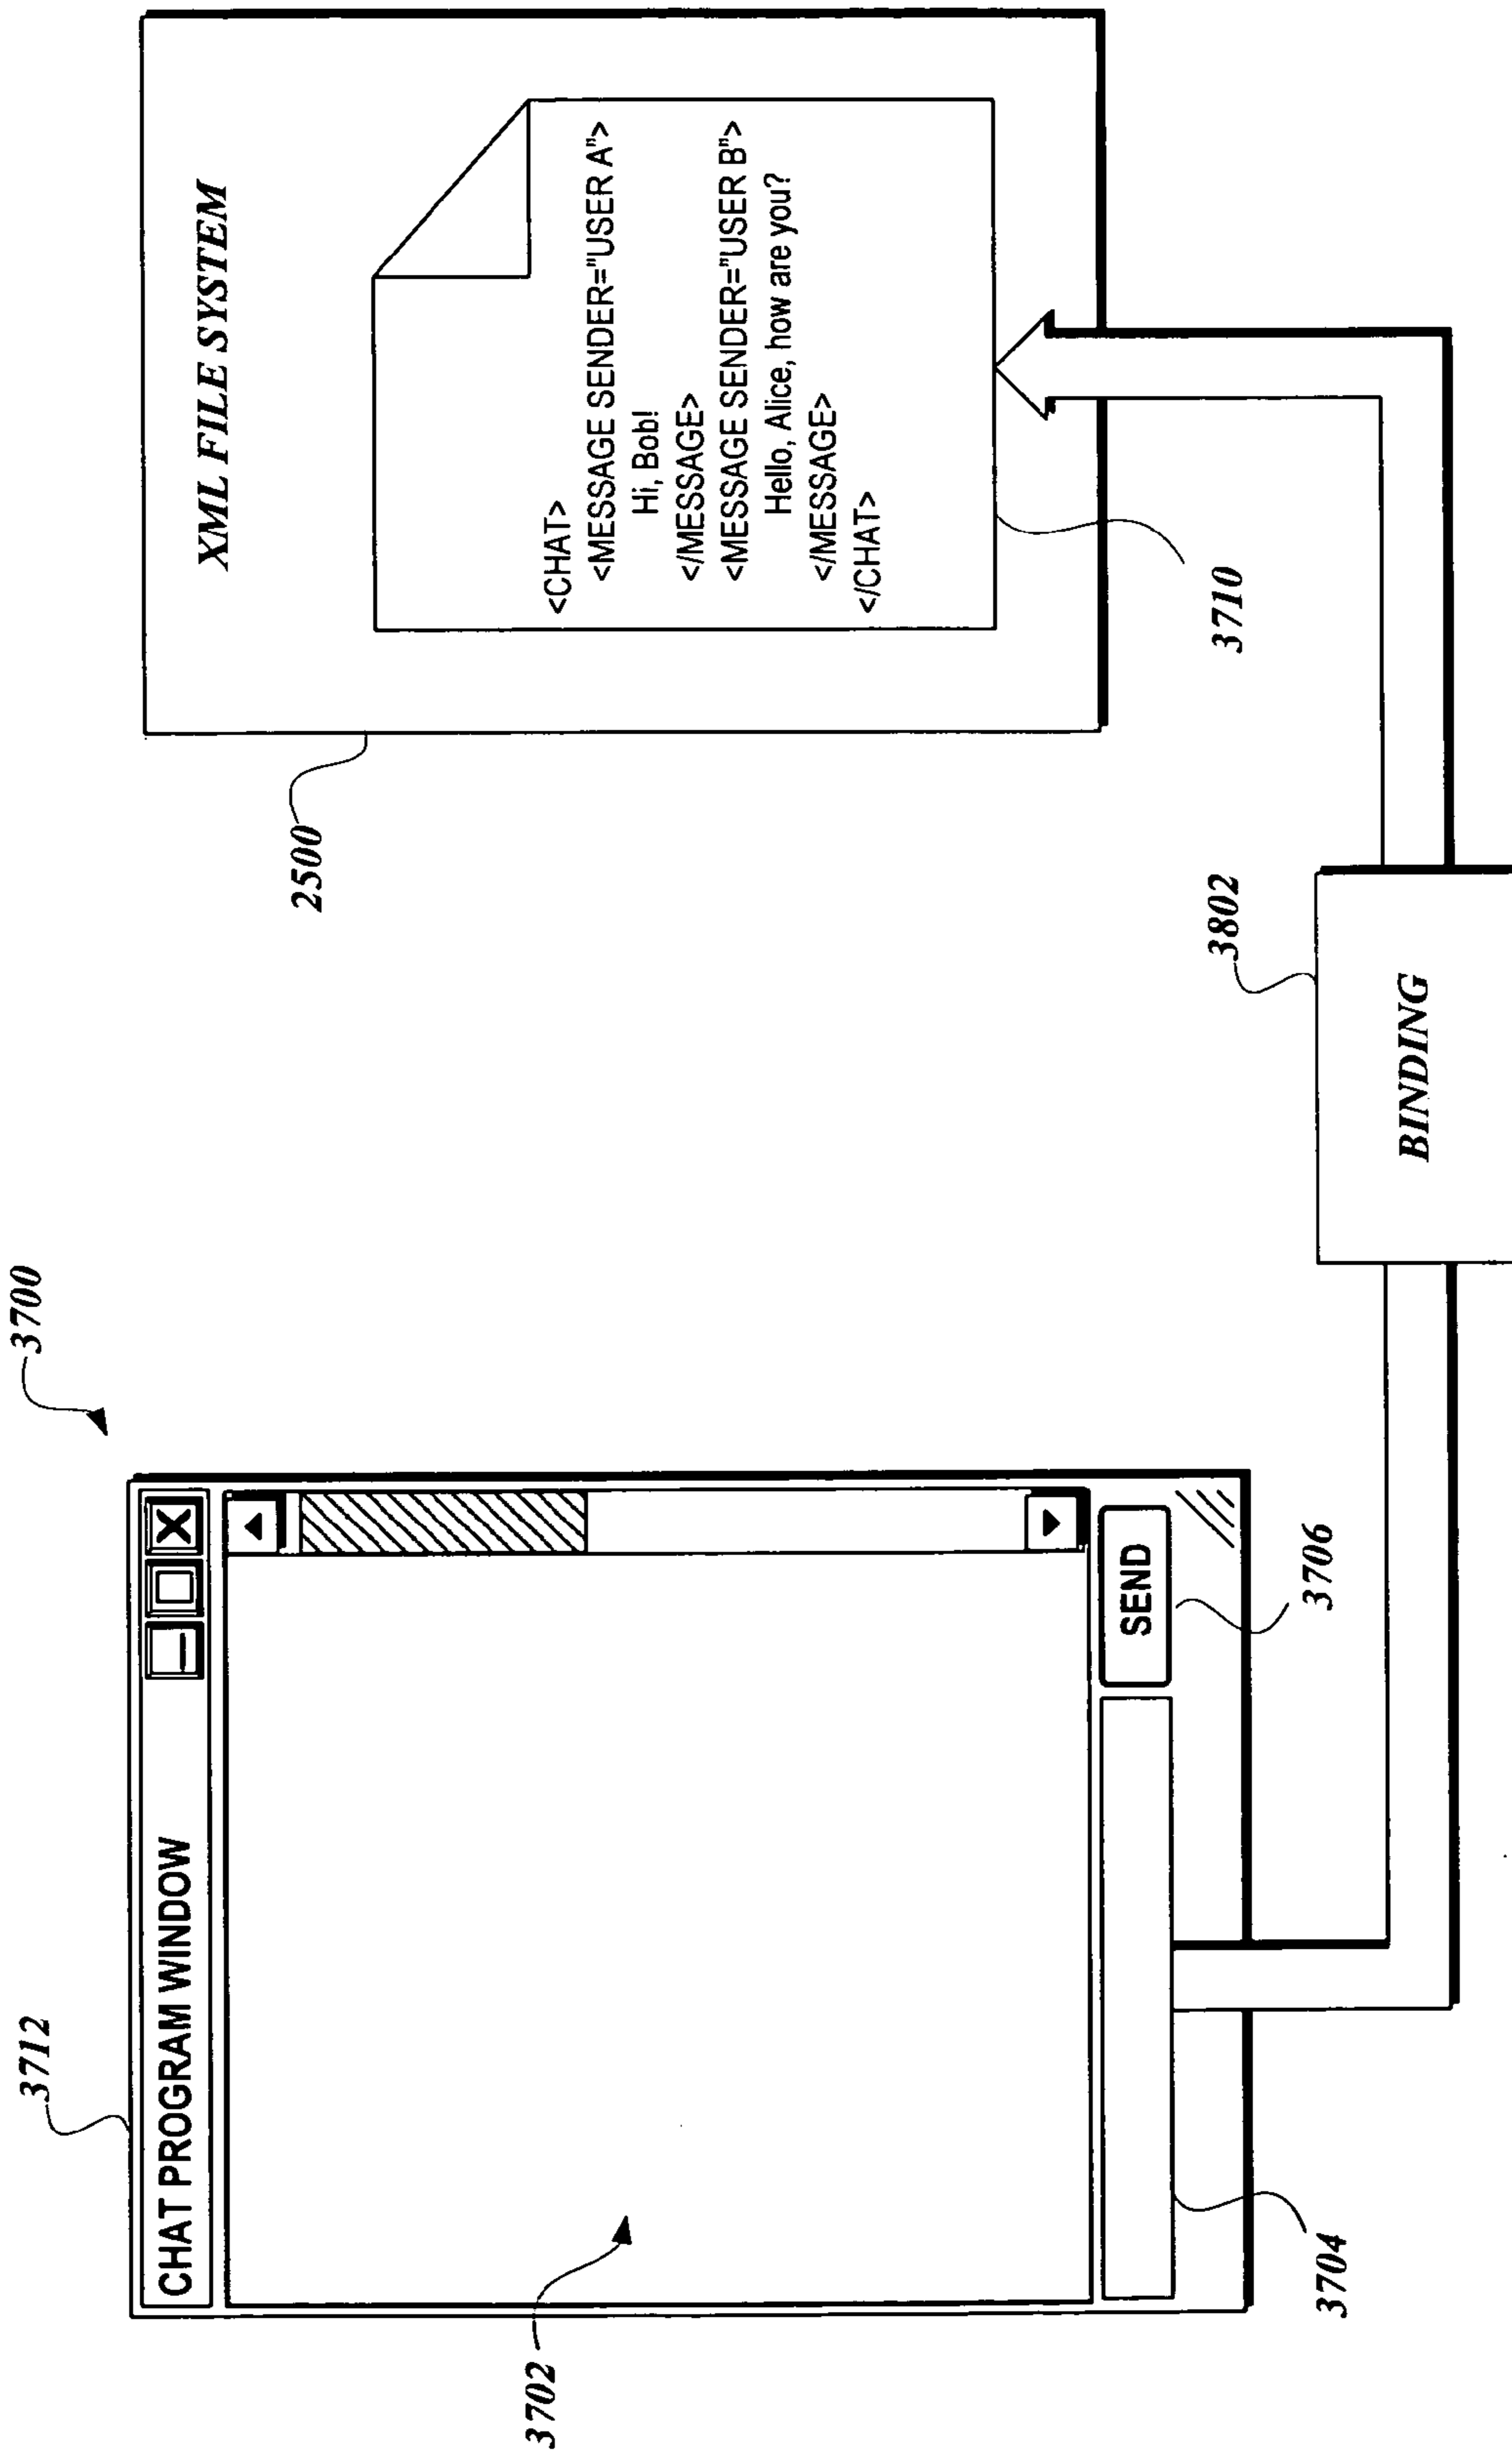 3700
3712
CHAT PROGRAM WINDOW
3702
SEND
3704
3706
2500
XML FILE SYSTEM
<CHAT>
<MESSAGE SENDER="USER A">
Hi, Bob!
</MESSAGE>
<MESSAGE SENDER="USER B">
Hello, Alice, how are you?
</MESSAGE>
</CHAT>
3710
3802
BINDING